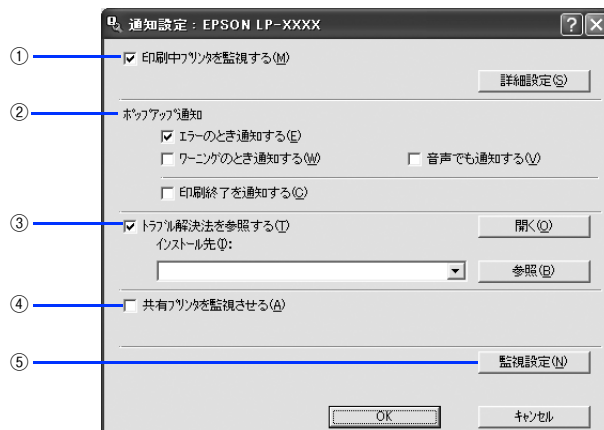 通知設定：EPSON LP-XXXX
① 印刷中プリンタを監視する(M)
詳細設定(S)
② ポップアップ通知
エラーのとき通知する(E)
ワーニングのとき通知する(W) 音声でも通知する(V)
印刷終了を通知する(C)
③ トラブル解決法を参照する(T) 開く(O)
インストール先(I):
参照(B)
④ 共有プリンタを監視させる(A)
⑤ 監視設定(N)
OK キャンセル